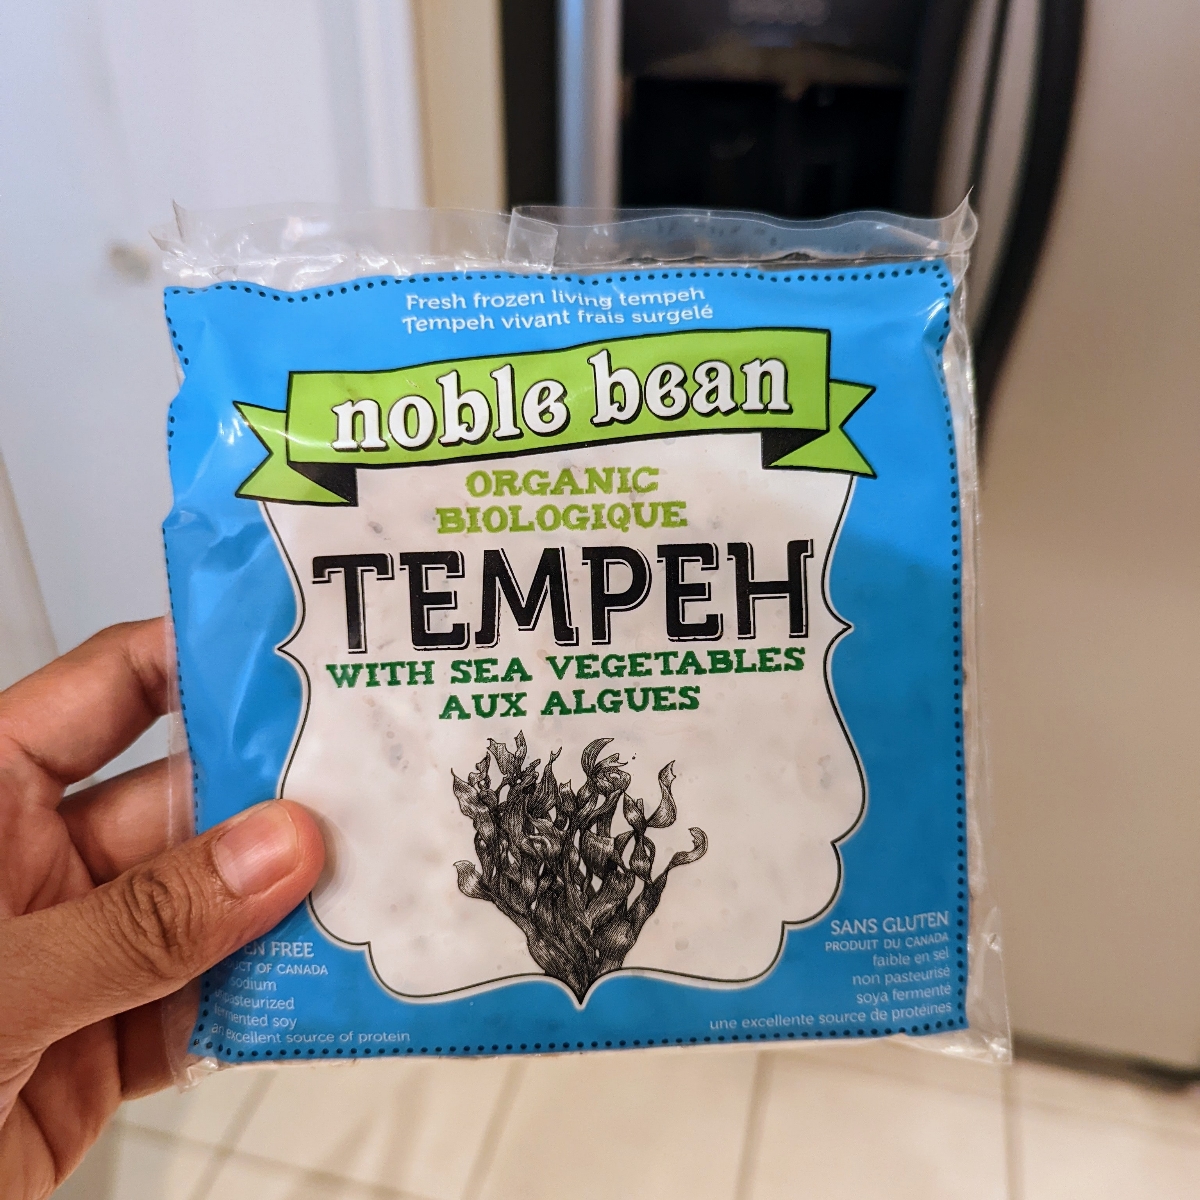 Fresh frozen living tempeh
Tempeh vivant frais surgelé
noble bean
ORGANIC
BIOLOGIQUE
TEMPEH
WITH SEA VEGETABLES
AUX ALGUES
FREE
OF CANADA
sodium
fermented soy
an excellent source of protein
SANS GLUTEN
PRODUIT DU CANADA
faible en sel
non pasteurisé
soya fermenté
une excellente source de protéines